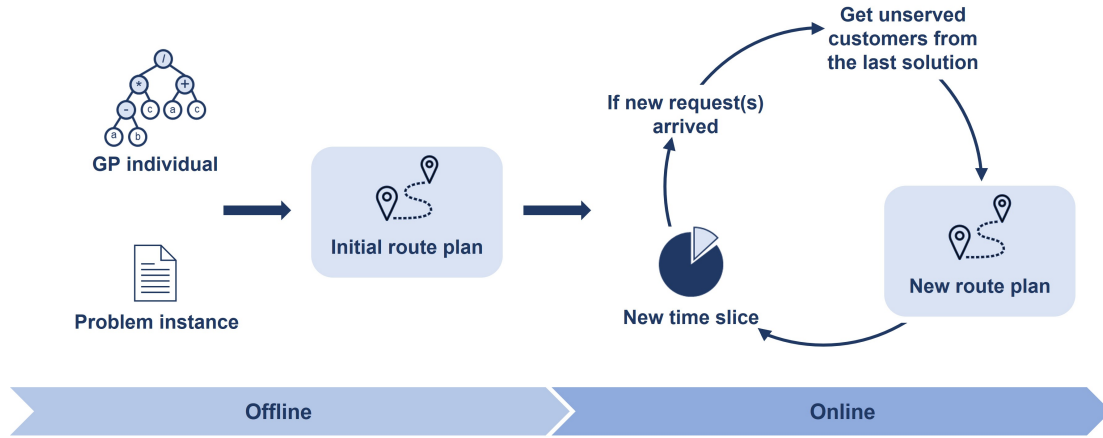 /
* +
- c a c
a b
GP individual
Problem instance
Initial route plan
If new request(s)
arrived
Get unserved
customers from
the last solution
New route plan
New time slice
Offline
Online